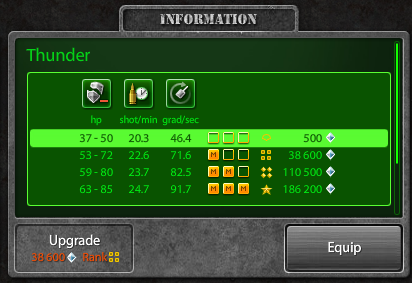 INFORMATION
Thunder
hp shot/min grad/sec
37 - 50 20.3 46.4 500
53 - 72 22.6 71.6 M 38 600
59 - 80 23.7 82.5 M M 110 500
63 - 85 24.7 91.7 M M M 186 200
Upgrade
38 600 Rank
Equip